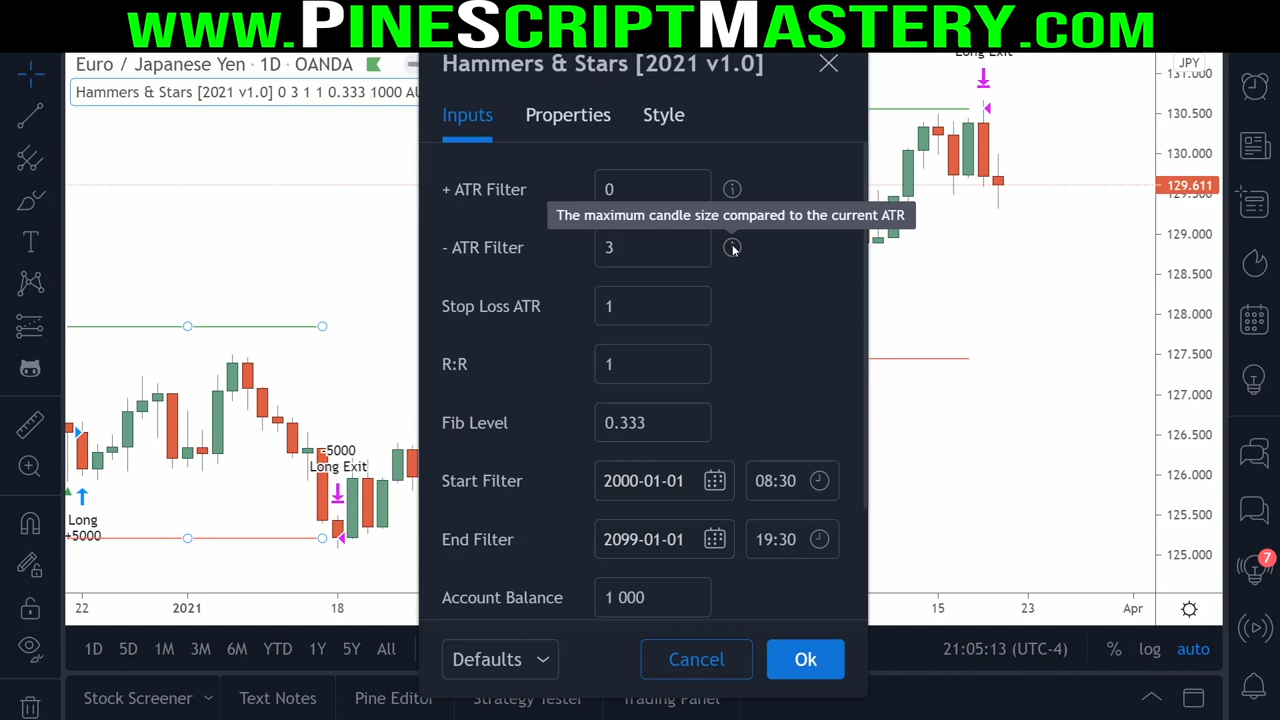 www.PineScriptMastery.com
Euro / Japanese Yen · 1D · OANDA
Hammers & Stars [2021 v1.0] 0 3 1 1 0.333 1000 AU
Hammers & Stars [2021 v1.0]
Inputs
Properties
Style
+ ATR Filter
0
The maximum candle size compared to the current ATR
- ATR Filter
3
Stop Loss ATR
1
R:R
1
Fib Level
0.333
Start Filter
2000-01-01
08:30
End Filter
2099-01-01
19:30
Account Balance
1 000
Defaults
Cancel
Ok
Long
+5000
-5000
Long Exit
Long Exit
JPY
131.000
130.500
130.000
129.611
129.000
128.500
128.000
127.500
127.000
126.500
126.000
125.500
125.000
22
2021
18
15
23
Apr
1D
5D
1M
3M
6M
YTD
1Y
5Y
All
21:05:13 (UTC-4)
%
log
auto
Stock Screener
Text Notes
Pine Editor
Strategy Tester
Trading Panel
7